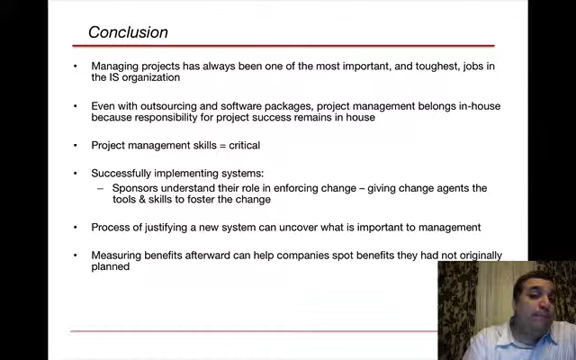 Conclusion
• Managing projects has always been one of the most important, and toughest, jobs in
the IS organization
• Even with outsourcing and software packages, project management belongs in-house
because responsibility for project success remains in house
• Project management skills = critical
• Successfully implementing systems:
– Sponsors understand their role in enforcing change – giving change agents the
tools & skills to foster the change
• Process of justifying a new system can uncover what is important to management
• Measuring benefits afterward can help companies spot benefits they had not originally
planned